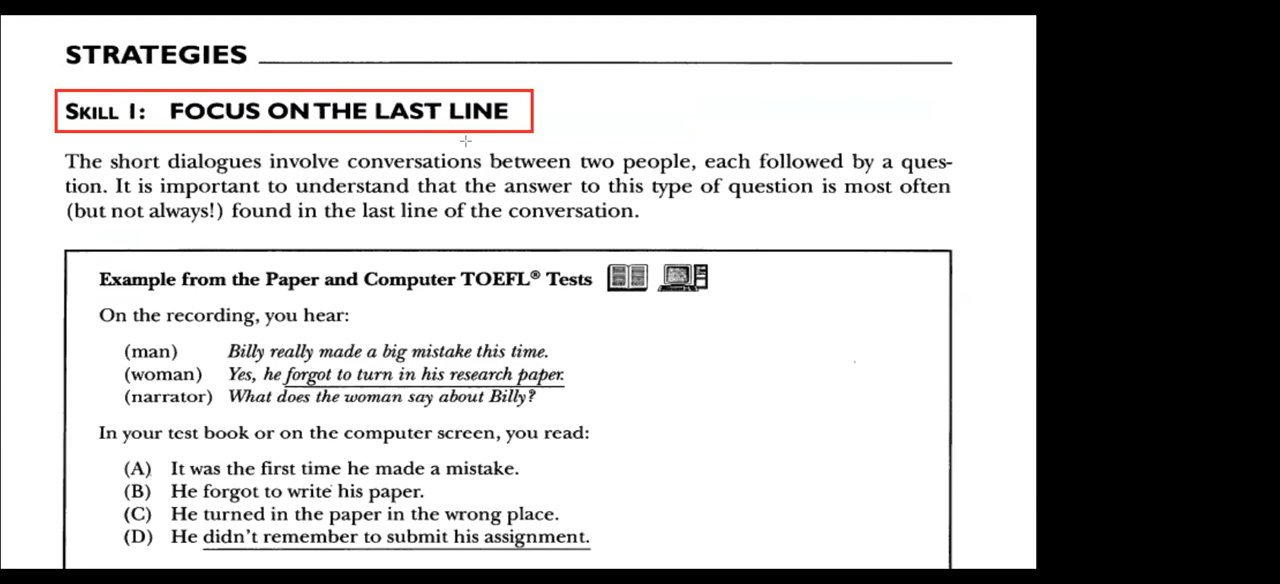 STRATEGIES
SKILL 1: FOCUS ON THE LAST LINE
The short dialogues involve conversations between two people, each followed by a ques-
tion. It is important to understand that the answer to this type of question is most often
(but not always!) found in the last line of the conversation.
Example from the Paper and Computer TOEFL® Tests
On the recording, you hear:
(man) Billy really made a big mistake this time.
(woman) Yes, he forgot to turn in his research paper.
(narrator) What does the woman say about Billy?
In your test book or on the computer screen, you read:
(A) It was the first time he made a mistake.
(B) He forgot to write his paper.
(C) He turned in the paper in the wrong place.
(D) He didn't remember to submit his assignment.